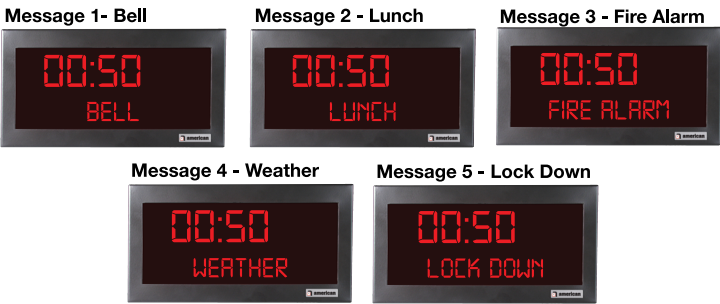 Message 1- Bell
00:50
BELL
american
Message 2 - Lunch
00:50
LUNCH
american
Message 3 - Fire Alarm
00:50
FIRE ALARM
american
Message 4 - Weather
00:50
WEATHER
american
Message 5 - Lock Down
00:50
LOCK DOWN
american